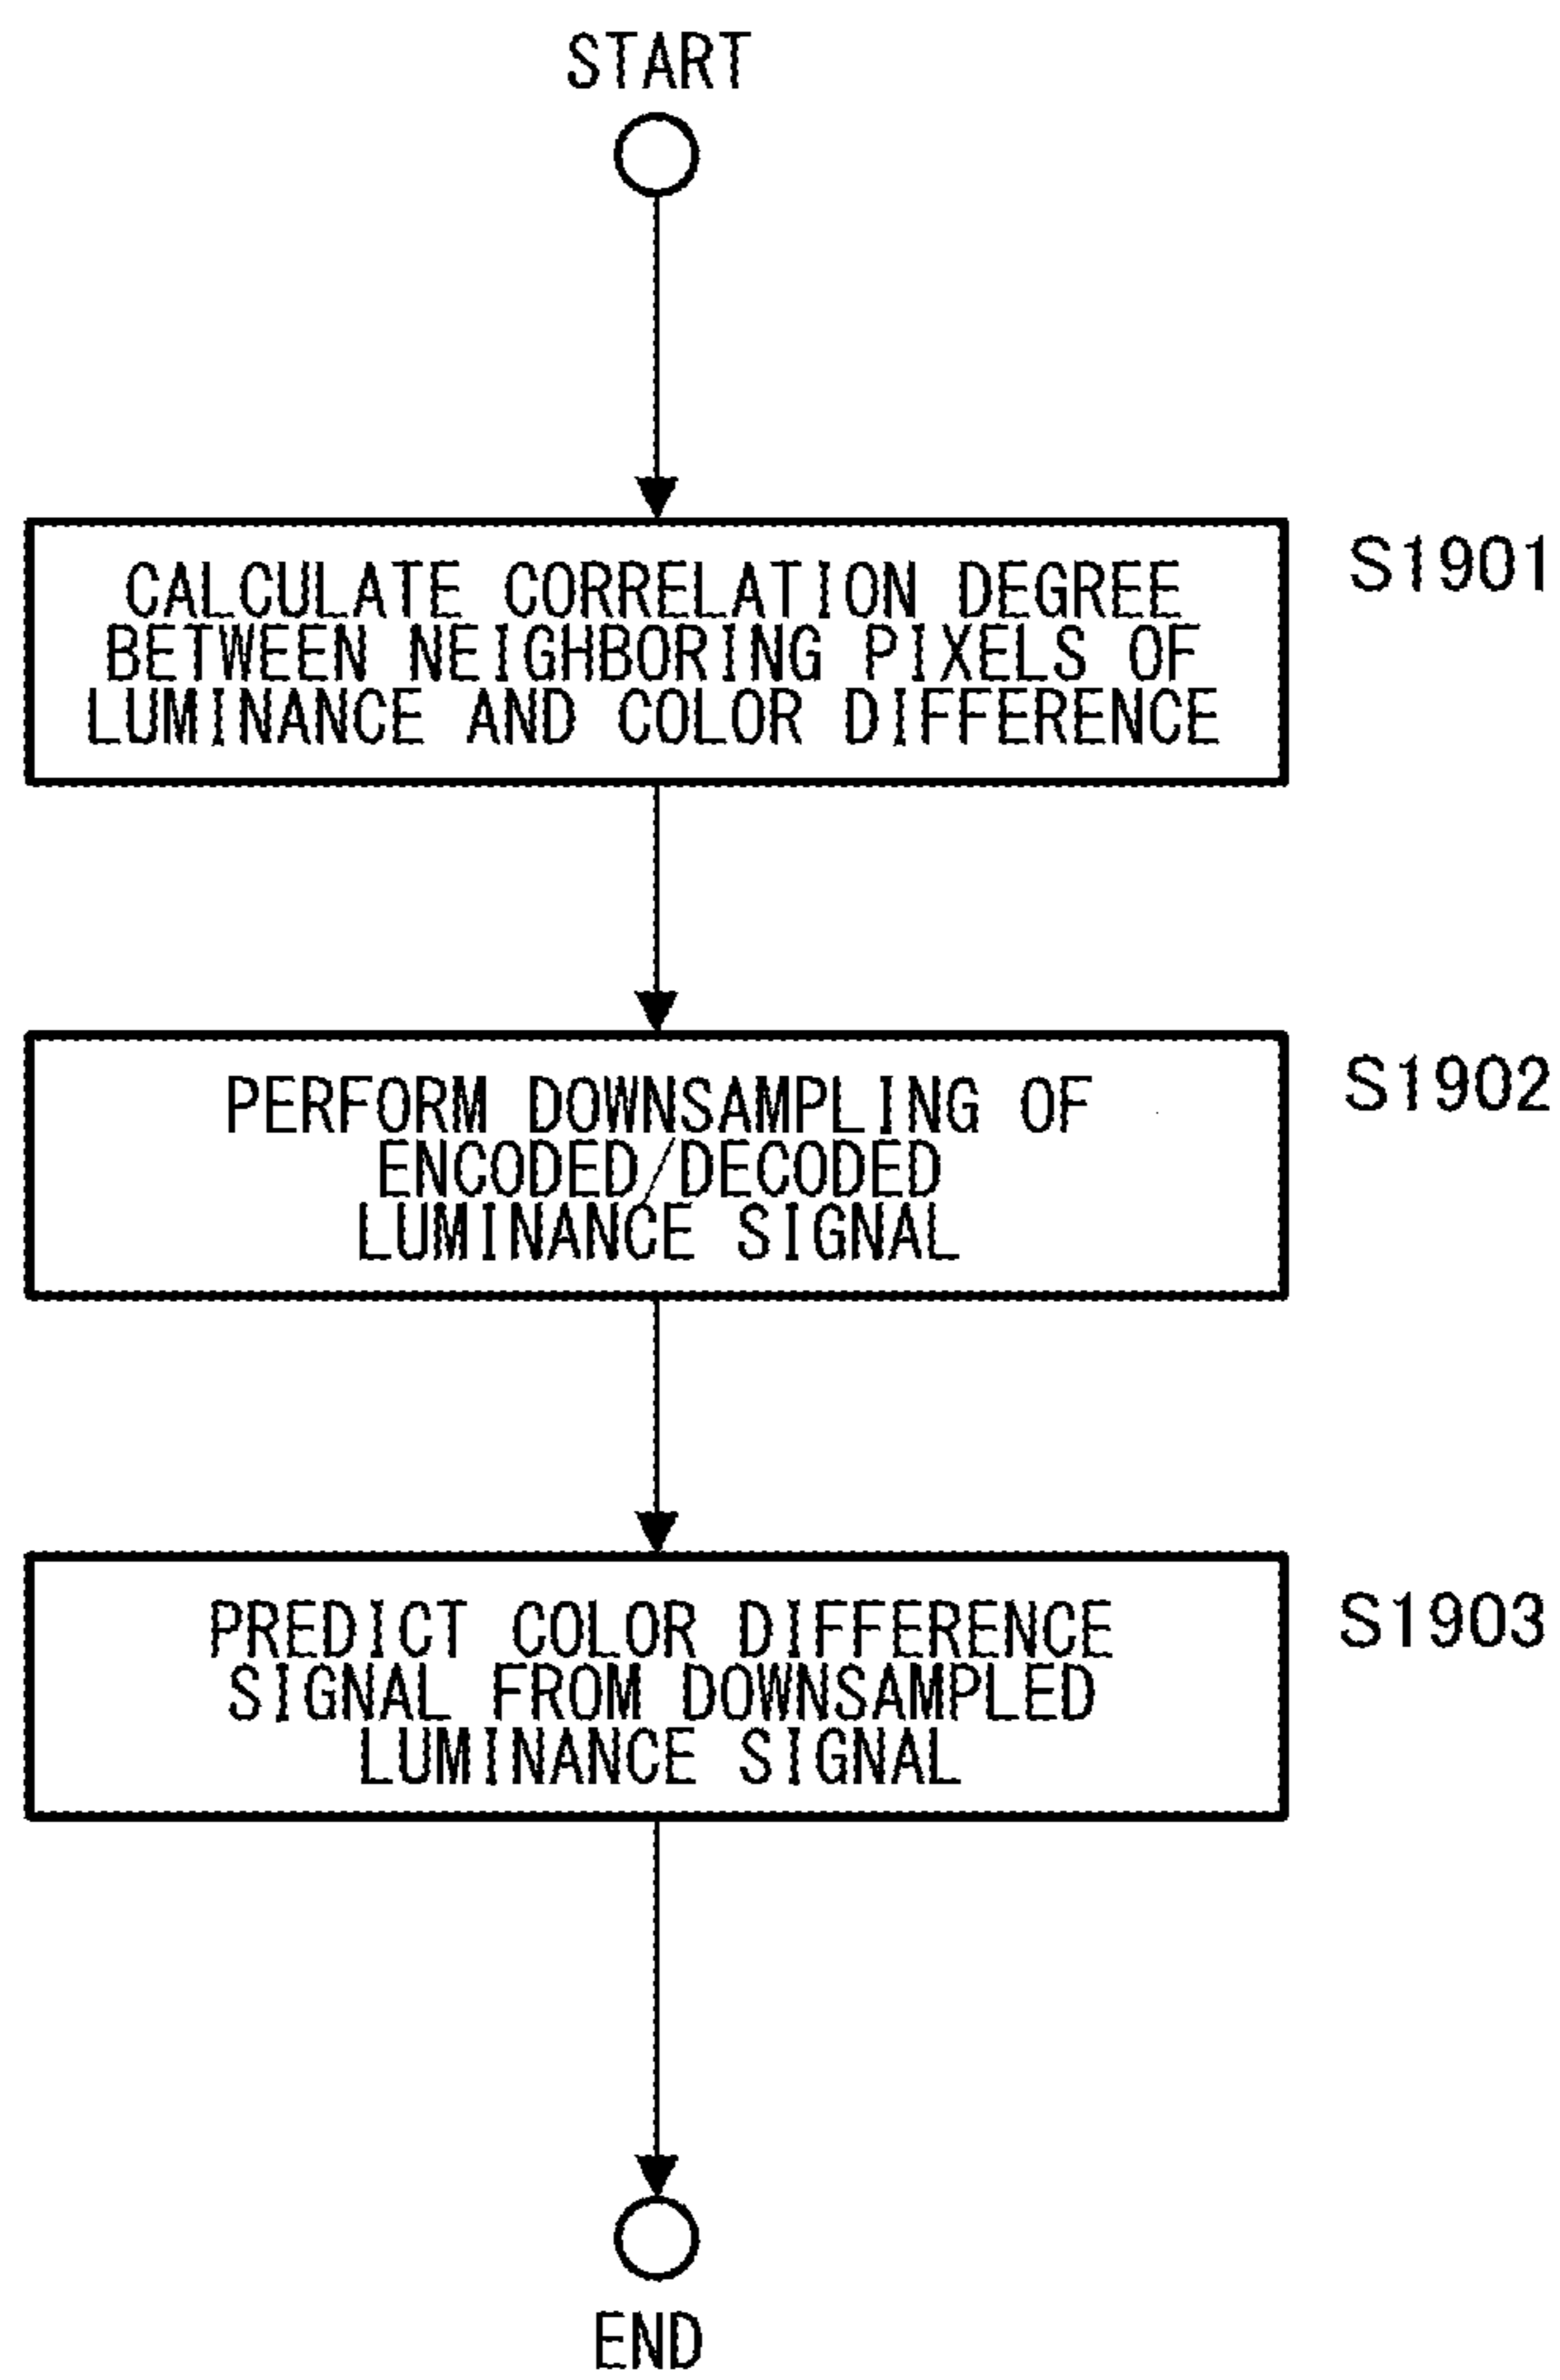 START
CALCULATE CORRELATION DEGREE
BETWEEN NEIGHBORING PIXELS OF
LUMINANCE AND COLOR DIFFERENCE
S1901
PERFORM DOWNSAMPLING OF
ENCODED/DECODED
LUMINANCE SIGNAL
S1902
PREDICT COLOR DIFFERENCE
SIGNAL FROM DOWNSAMPLED
LUMINANCE SIGNAL
S1903
END